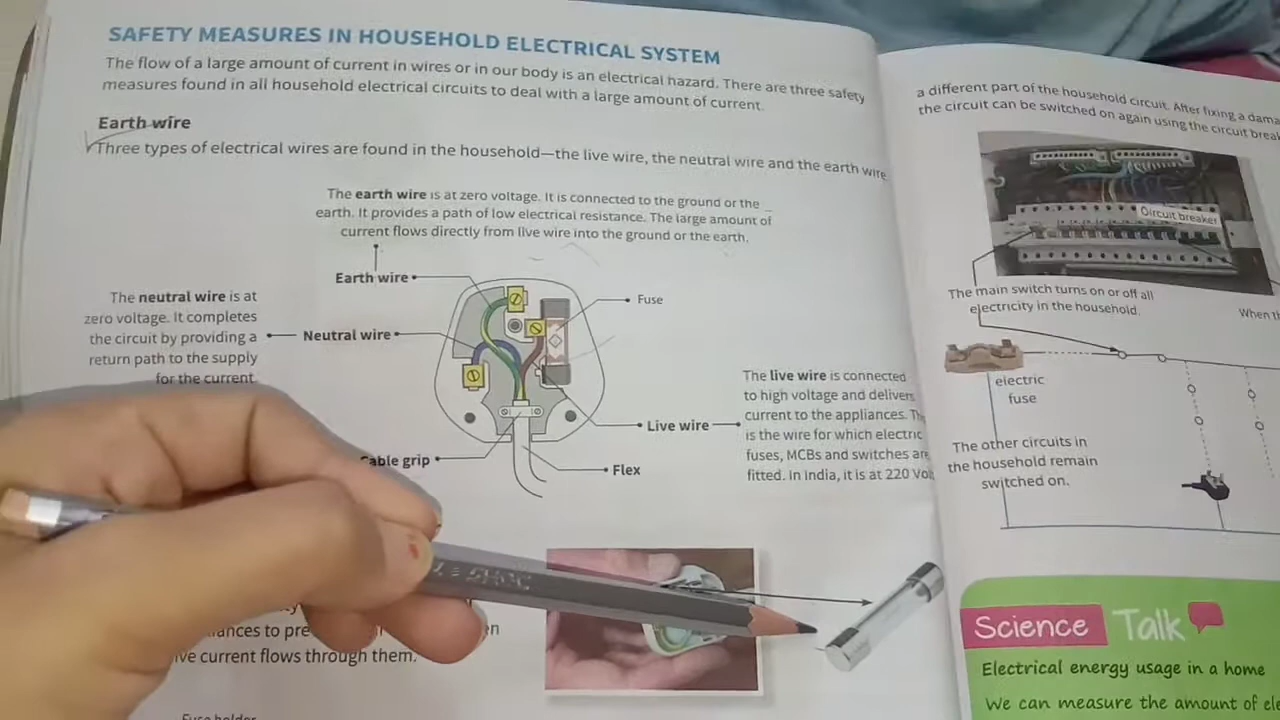 SAFETY MEASURES IN HOUSEHOLD ELECTRICAL SYSTEM
The flow of a large amount of current in wires or in our body is an electrical hazard. There are three safety
measures found in all household electrical circuits to deal with a large amount of current.
Earth wire
Three types of electrical wires are found in the household—the live wire, the neutral wire and the earth wire
The earth wire is at zero voltage. It is connected to the ground or the
earth. It provides a path of low electrical resistance. The large amount of
current flows directly from live wire into the ground or the earth.
Earth wire
Fuse
The neutral wire is at
zero voltage. It completes
the circuit by providing a
return path to the supply
for the current.
Neutral wire
The live wire is connected
to high voltage and delivers
current to the appliances.
is the wire for which electric
fuses, MCBs and switches are
fitted. In India, it is at 220
Live wire
grip
Flex
to pre
current flows through them.
Fuse holder
a different part of the household circuit. After fixing a
the circuit can be switched on again using the circuit
Circuit breaker
The main switch turns on or off all
electricity in the household.
When
electric
fuse
The other circuits in
the household remain
switched on.
Science Talk
Electrical energy usage in a home
We can measure the amount of